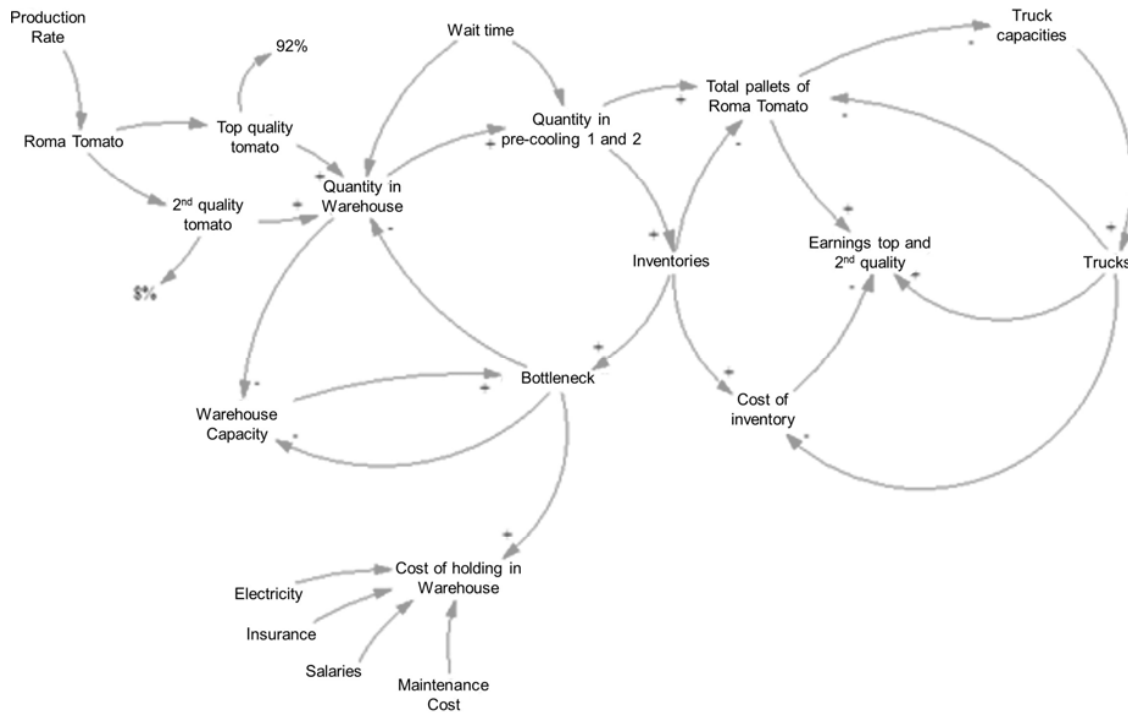 Production
Rate
92%
Wait time
Truck
capacities
Roma Tomato
Top quality
tomato
Quantity in
pre-cooling 1 and 2
Total pallets of
Roma Tomato
2nd quality
tomato
Quantity in
Warehouse
$%
Inventories
Earnings top and
2nd quality
Trucks
Bottleneck
Warehouse
Capacity
Cost of
inventory
Cost of holding in
Warehouse
Electricity
Insurance
Salaries
Maintenance
Cost